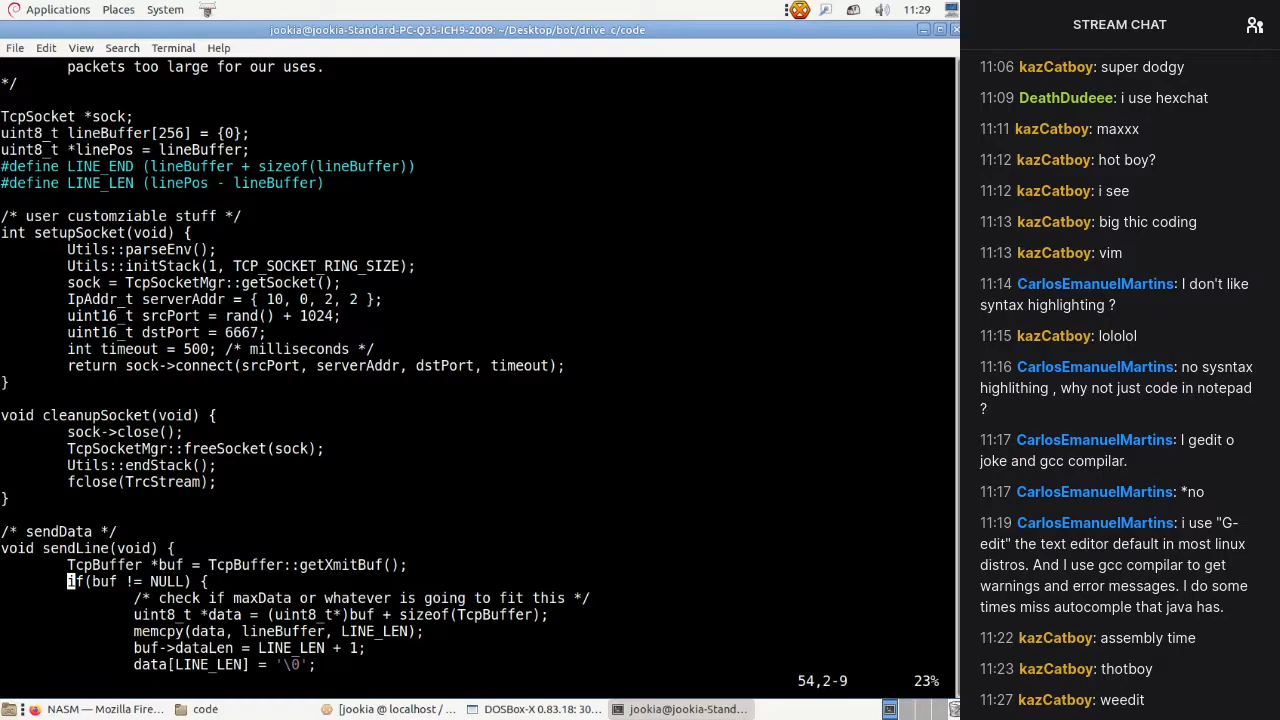 Applications Places System 11:29
jookia@jookia-Standard-PC-Q35-ICH9-2009: ~/Desktop/bot/drive_c/code
File Edit View Search Terminal Help
packets too large for our uses.
*/
TcpSocket *sock;
uint8_t lineBuffer[256] = {0};
uint8_t *linePos = lineBuffer;
#define LINE_END (lineBuffer + sizeof(lineBuffer))
#define LINE_LEN (linePos - lineBuffer)
/* user customziable stuff */
int setupSocket(void) {
Utils::parseEnv();
Utils::initStack(1, TCP_SOCKET_RING_SIZE);
sock = TcpSocketMgr::getSocket();
IpAddr_t serverAddr = { 10, 0, 2, 2 };
uint16_t srcPort = rand() + 1024;
uint16_t dstPort = 6667;
int timeout = 500; /* milliseconds */
return sock->connect(srcPort, serverAddr, dstPort, timeout);
}
void cleanupSocket(void) {
sock->close();
TcpSocketMgr::freeSocket(sock);
Utils::endStack();
fclose(TrcStream);
}
/* sendData */
void sendLine(void) {
TcpBuffer *buf = TcpBuffer::getXmitBuf();
if(buf != NULL) {
/* check if maxData or whatever is going to fit this */
uint8_t *data = (uint8_t*)buf + sizeof(TcpBuffer);
memcpy(data, lineBuffer, LINE_LEN);
buf->dataLen = LINE_LEN + 1;
data[LINE_LEN] = '\0';
54,2-9 23%
NASM — Mozilla Fire... code [jookia @ localhost / ... DOSBox-X 0.83.18: 30... jookia@jookia-Stand...
STREAM CHAT
11:06 kazCatboy: super dodgy
11:09 DeathDudeee: i use hexchat
11:11 kazCatboy: maxxx
11:12 kazCatboy: hot boy?
11:12 kazCatboy: i see
11:13 kazCatboy: big thic coding
11:13 kazCatboy: vim
11:14 CarlosEmanuelMartins: I don't like
syntax highlighting ?
11:15 kazCatboy: lololol
11:16 CarlosEmanuelMartins: no sysntax
highlithing , why not just code in notepad
?
11:17 CarlosEmanuelMartins: I gedit o
joke and gcc compilar.
11:17 CarlosEmanuelMartins: *no
11:19 CarlosEmanuelMartins: i use "G-
edit" the text editor default in most linux
distros. And I use gcc compilar to get
warnings and error messages. I do some
times miss autocomple that java has.
11:22 kazCatboy: assembly time
11:23 kazCatboy: thotboy
11:27 kazCatboy: weedit